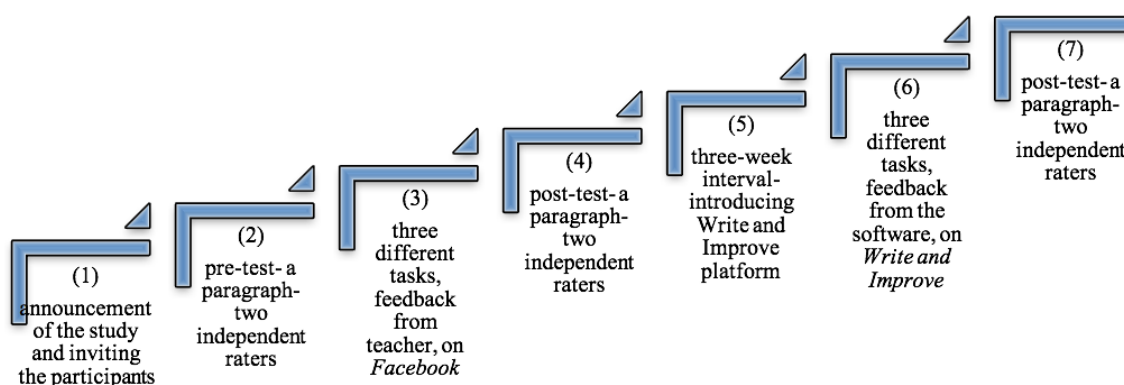 (1)
announcement
of the study
and inviting
the participants
(2)
pre-test- a
paragraph-
two
independent
raters
(3)
three
different
tasks,
feedback
from
teacher, on
Facebook
(4)
post-test- a
paragraph-
two
independent
raters
(5)
three-week
interval-
introducing
Write and
Improve
platform
(6)
three
different
tasks,
feedback
from the
software, on
Write and
Improve
(7)
post-test- a
paragraph-
two
independent
raters